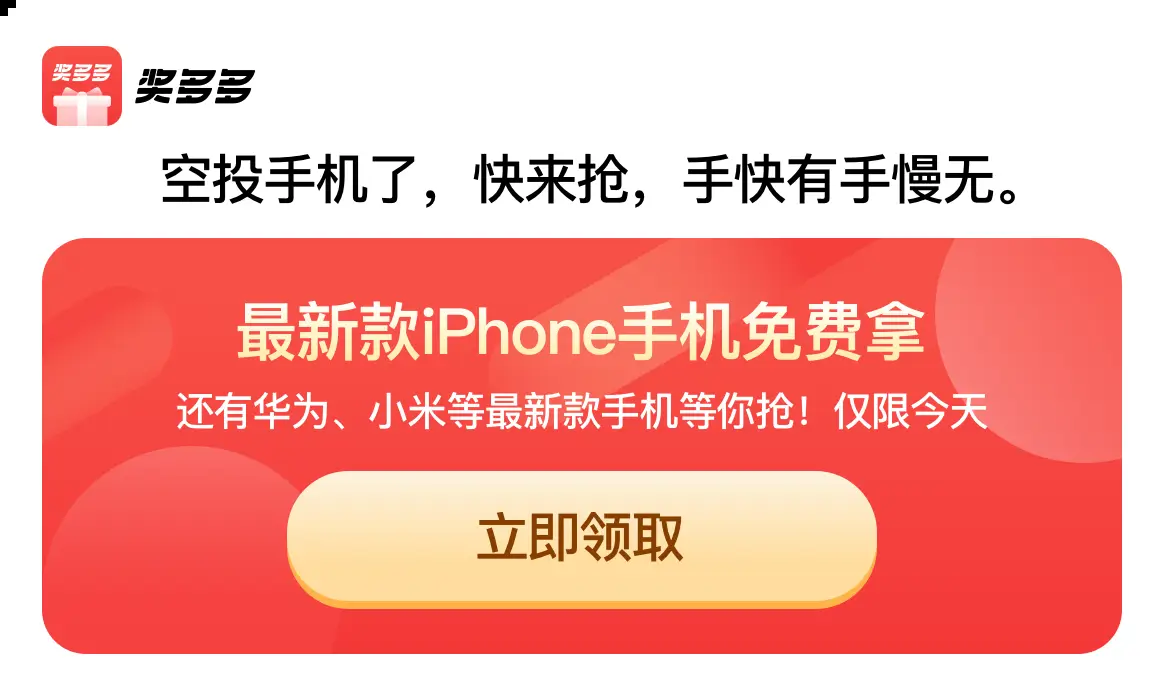 奖多多
奖多多
空投手机了，快来抢，手快有手慢无。
最新款iPhone手机免费拿
还有华为、小米等最新款手机等你抢！仅限今天
立即领取